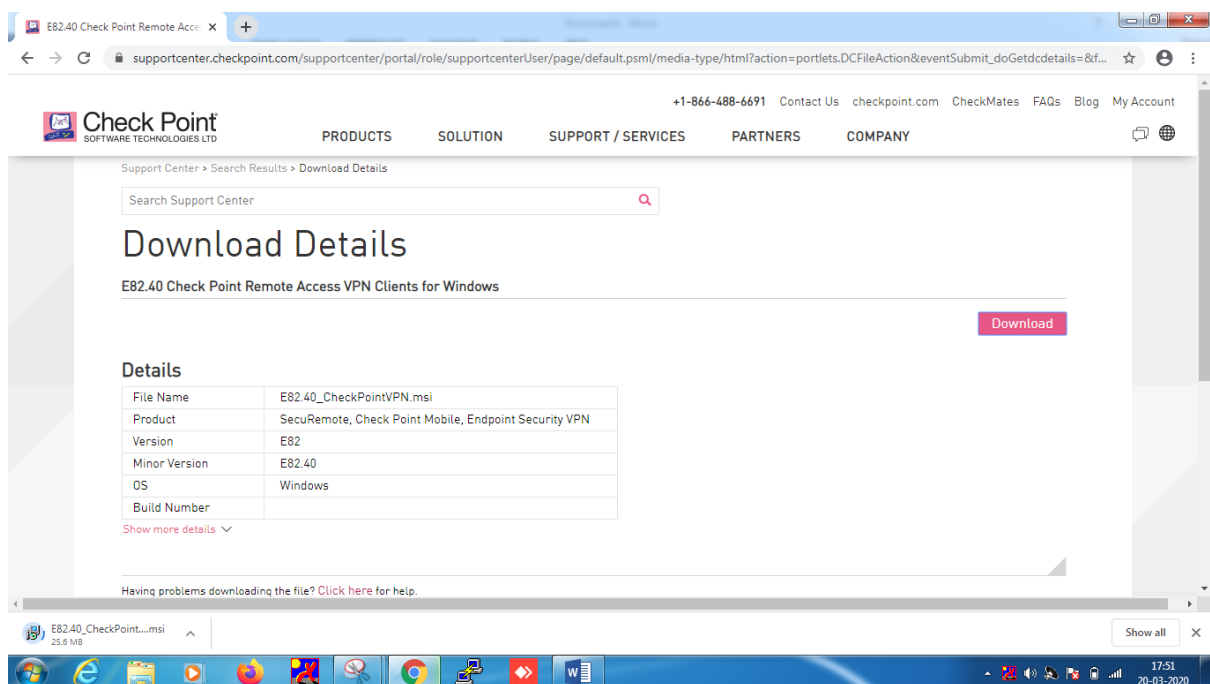 E82.40 Check Point Remote Acce
supportcenter.checkpoint.com/supportcenter/portal/role/supportcenterUser/page/default.psml/media-type/html?action=portlets.DCFileAction&eventSubmit_doGetdcdetails=&f...
+1-866-488-6691 Contact Us checkpoint.com CheckMates FAQs Blog My Account
Check Point
SOFTWARE TECHNOLOGIES LTD
PRODUCTS SOLUTION SUPPORT / SERVICES PARTNERS COMPANY
Support Center > Search Results > Download Details
Search Support Center
Download Details
E82.40 Check Point Remote Access VPN Clients for Windows
Download
Details
File Name E82.40_CheckPointVPN.msi
Product SecuRemote, Check Point Mobile, Endpoint Security VPN
Version E82
Minor Version E82.40
OS Windows
Build Number
Show more details
Having problems downloading the file? Click here for help.
E82.40_CheckPoint....msi
25.6 MB
Show all
17:51
20-03-2020